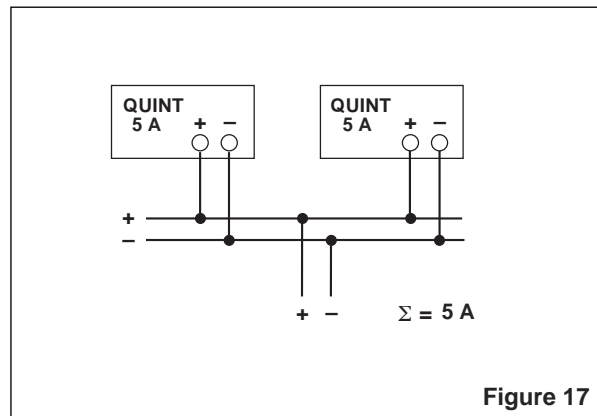 QUINT
5 A
+ −
QUINT
5 A
+ −
+
−
+ −
Σ = 5 A
Figure 17